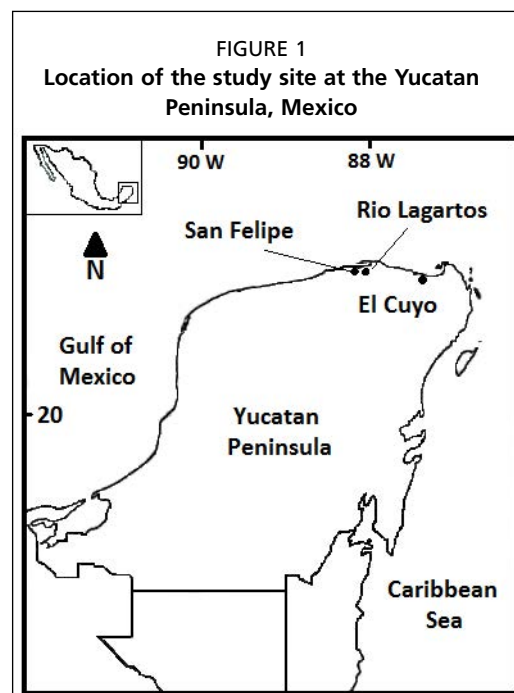 FIGURE 1
Location of the study site at the Yucatan
Peninsula, Mexico
90 W
88 W
Rio Lagartos
San Felipe
N
El Cuyo
Gulf of
Mexico
20
Yucatan
Peninsula
Caribbean
Sea